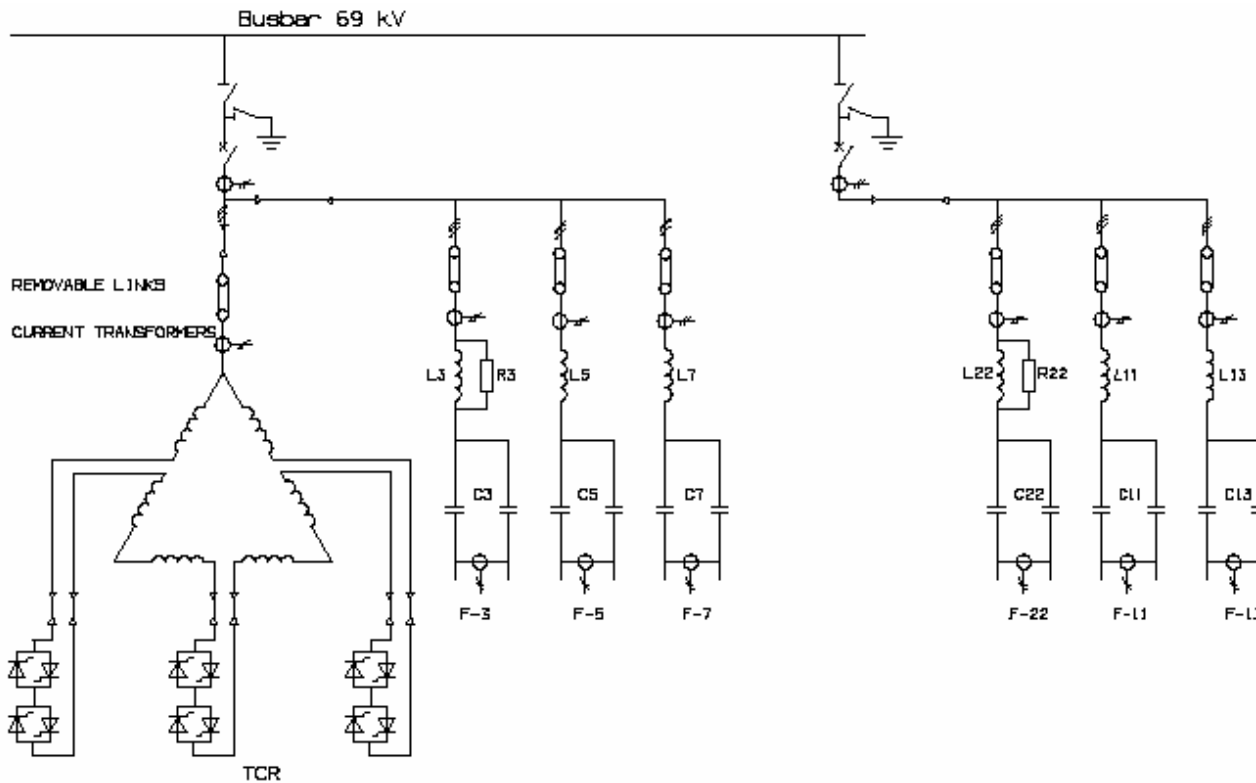 Busbar 69 kV
REMOVABLE LINKS
CURRENT TRANSFORMERS
L3
R3
L5
L7
L22
R22
L11
L13
C3
C5
C7
C22
C11
C13
F-3
F-5
F-7
F-22
F-11
TCR